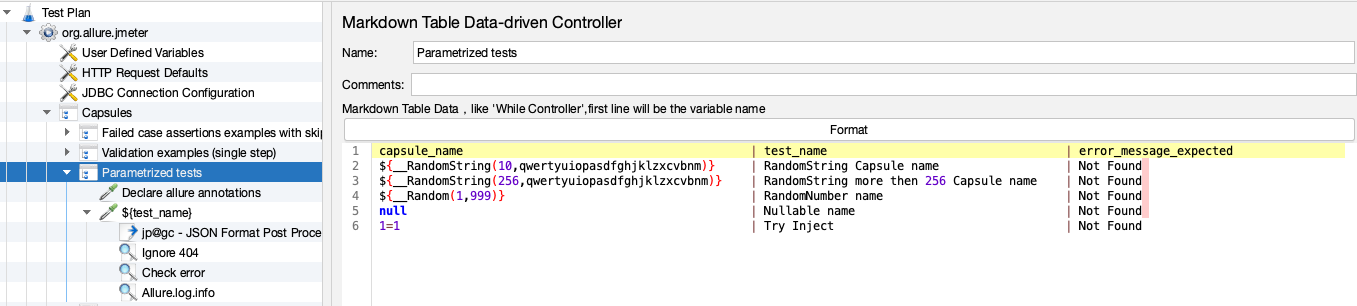 Test Plan
org.allure.jmeter
User Defined Variables
HTTP Request Defaults
JDBC Connection Configuration
Capsules
Failed case assertions examples with skip
Validation examples (single step)
Parametrized tests
Declare allure annotations
${test_name}
jp@gc - JSON Format Post Proce
Ignore 404
Check error
Allure.log.info
Markdown Table Data-driven Controller
Name: Parametrized tests
Comments:
Markdown Table Data，like 'While Controller',first line will be the variable name
Format
1 capsule_name | test_name | error_message_expected
2 ${__RandomString(10,qwertyuiopasdfghjklzxcvbnm)} | RandomString Capsule name | Not Found
3 ${__RandomString(256,qwertyuiopasdfghjklzxcvbnm)} | RandomString more then 256 Capsule name | Not Found
4 ${__Random(1,999)} | RandomNumber name | Not Found
5 null | Nullable name | Not Found
6 1=1 | Try Inject | Not Found